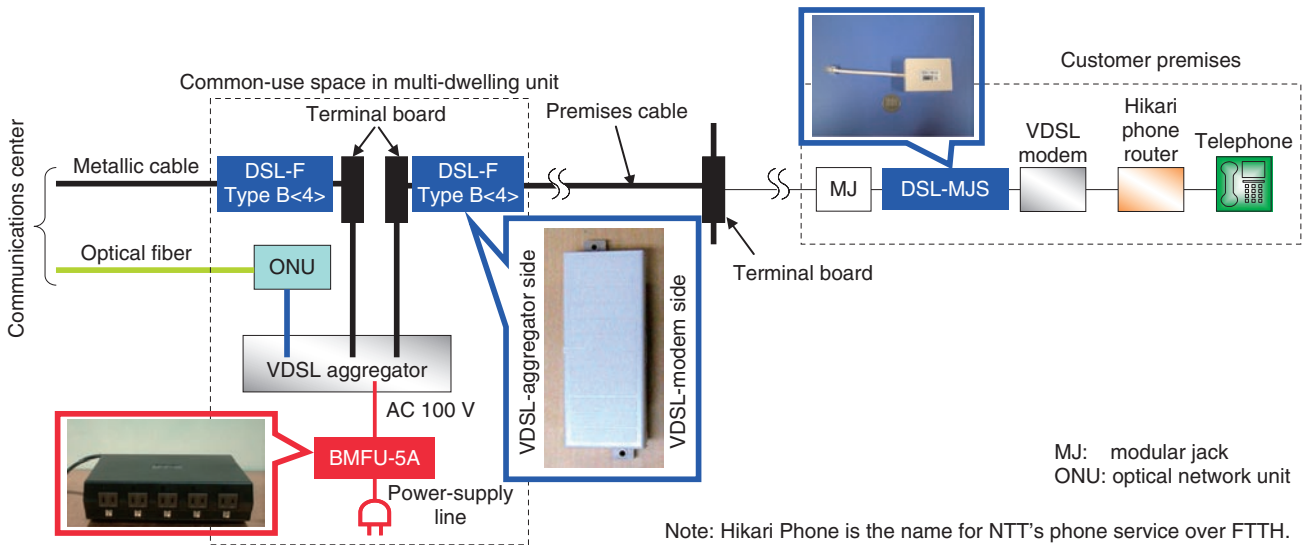 Customer premises
Common-use space in multi-dwelling unit
Terminal board
Premises cable
Hikari
phone
router
VDSL
modem
Telephone
Communications center
Metallic cable
DSL-F
Type B<4>
DSL-F
Type B<4>
MJ
DSL-MJS
Optical fiber
ONU
Terminal board
VDSL-aggregator side
VDSL-modem side
VDSL aggregator
AC 100 V
BMFU-5A
Power-supply
line
MJ: modular jack
ONU: optical network unit
Note: Hikari Phone is the name for NTT's phone service over FTTH.